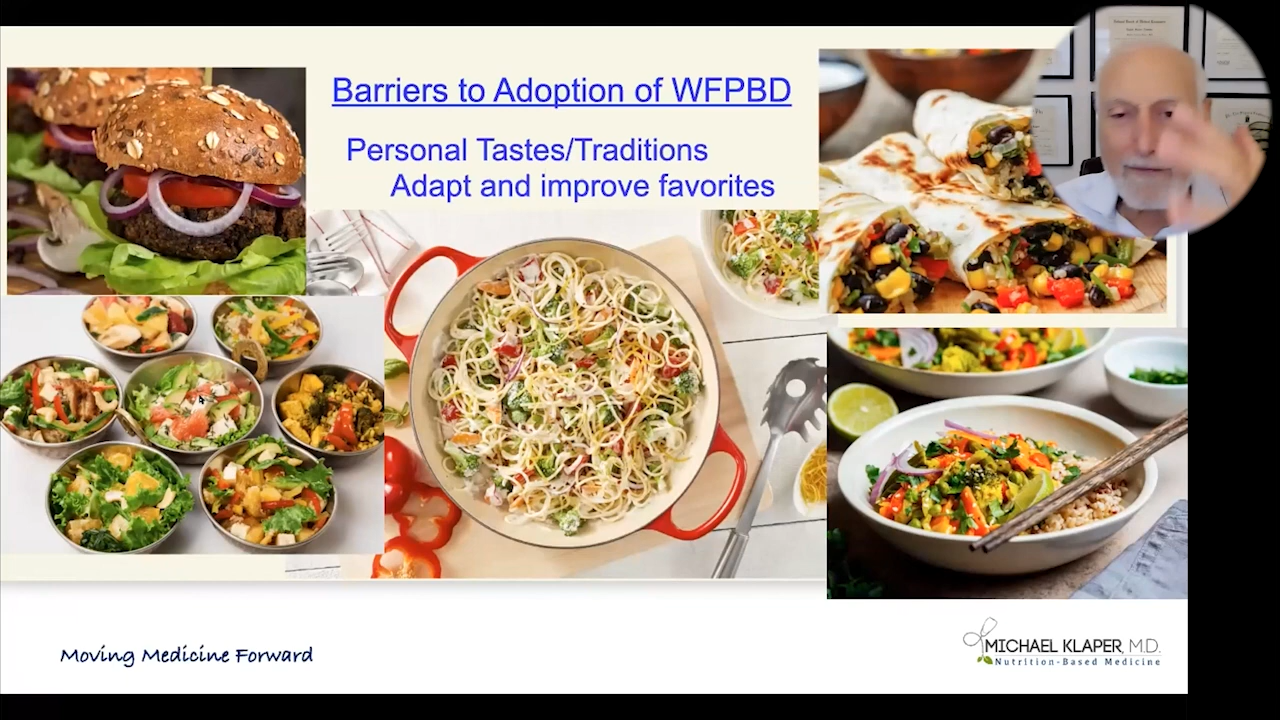 Barriers to Adoption of WFPBD
Personal Tastes/Traditions
Adapt and improve favorites
Moving Medicine Forward
MICHAEL KLAPER, M.D.
Nutrition-Based Medicine